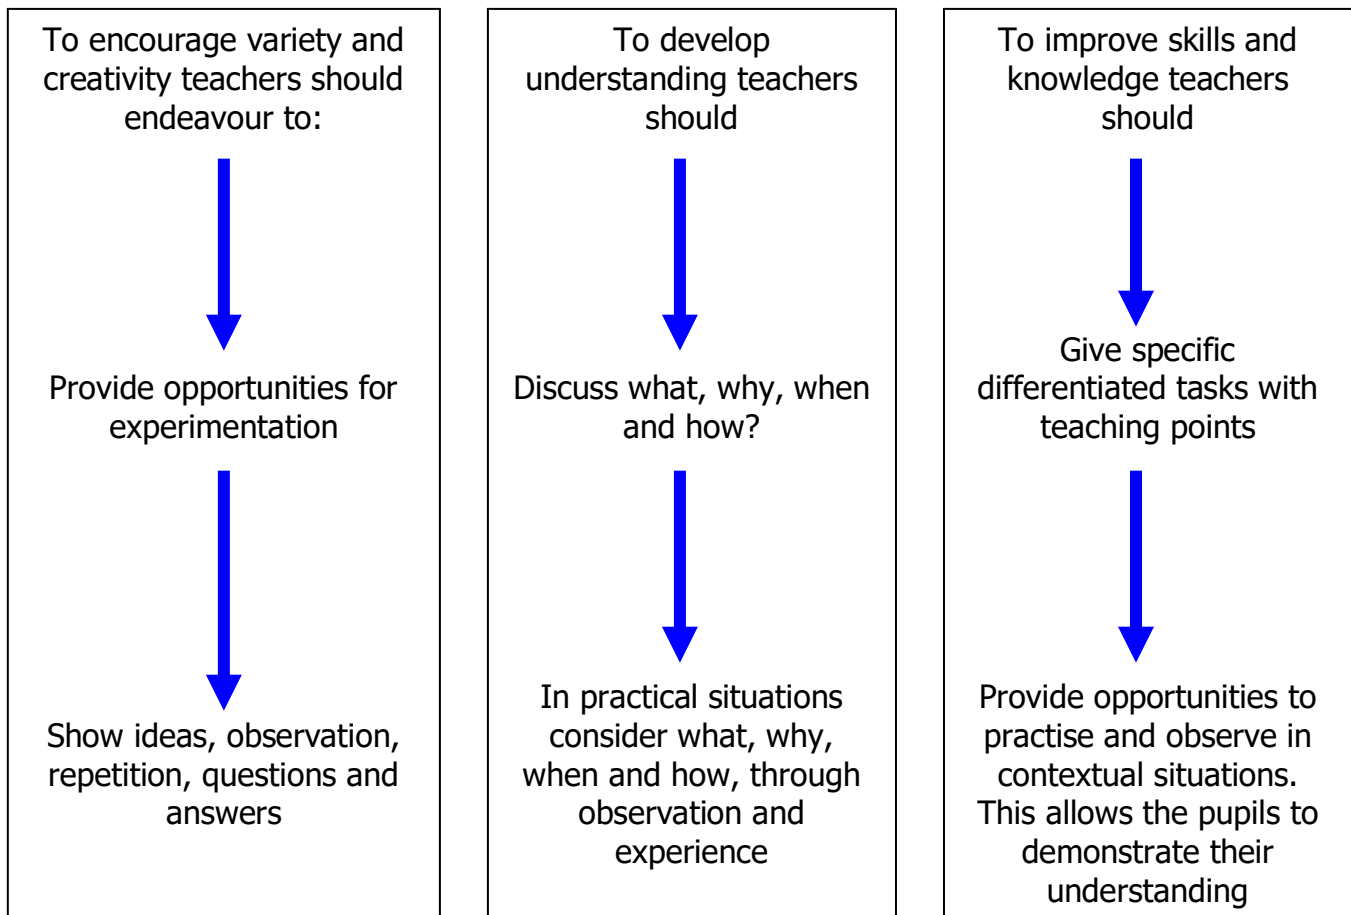 To encourage variety and
creativity teachers should
endeavour to:
Provide opportunities for
experimentation
Show ideas, observation,
repetition, questions and
answers
To develop
understanding teachers
should
Discuss what, why, when
and how?
In practical situations
consider what, why,
when and how, through
observation and
experience
To improve skills and
knowledge teachers
should
Give specific
differentiated tasks with
teaching points
Provide opportunities to
practise and observe in
contextual situations.
This allows the pupils to
demonstrate their
understanding